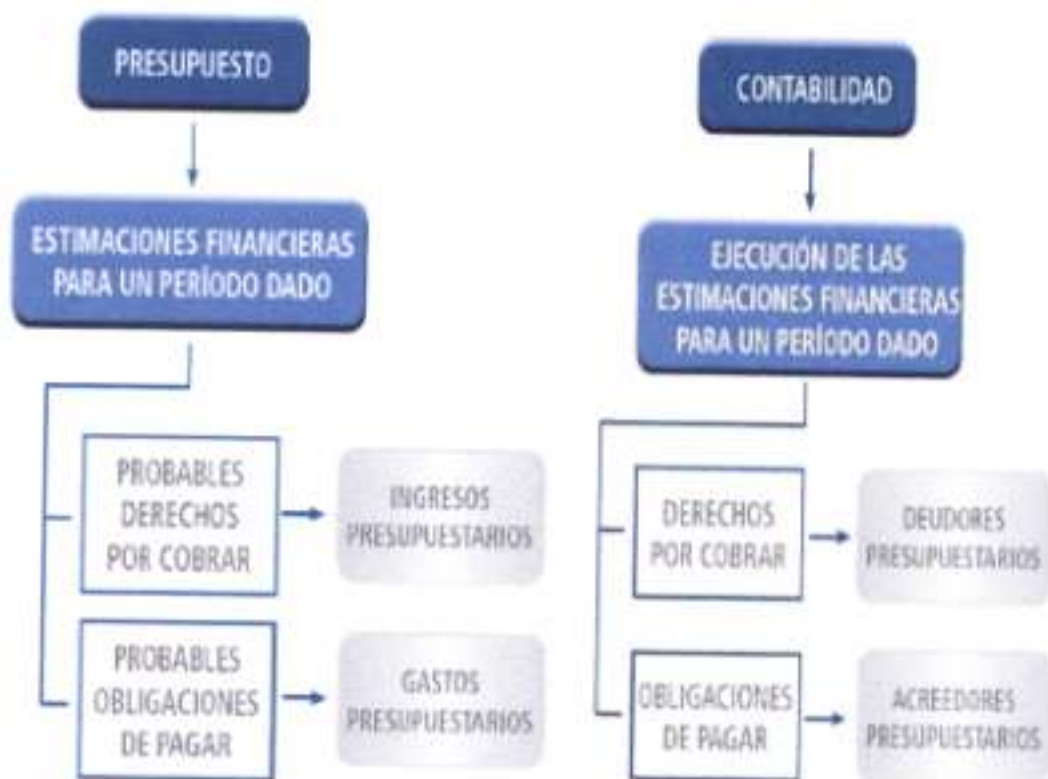 PRESUPUESTO
ESTIMACIONES FINANCIERAS
PARA UN PERÍODO DADO
PROBABLES
DERECHOS
POR COBRAR
INGRESOS
PRESUPUESTARIOS
PROBABLES
OBLIGACIONES
DE PAGAR
GASTOS
PRESUPUESTARIOS
CONTABILIDAD
EJECUCIÓN DE LAS
ESTIMACIONES FINANCIERAS
PARA UN PERÍODO DADO
DERECHOS
POR COBRAR
DEUDORES
PRESUPUESTARIOS
OBLIGACIONES
DE PAGAR
ACREEDORES
PRESUPUESTARIOS